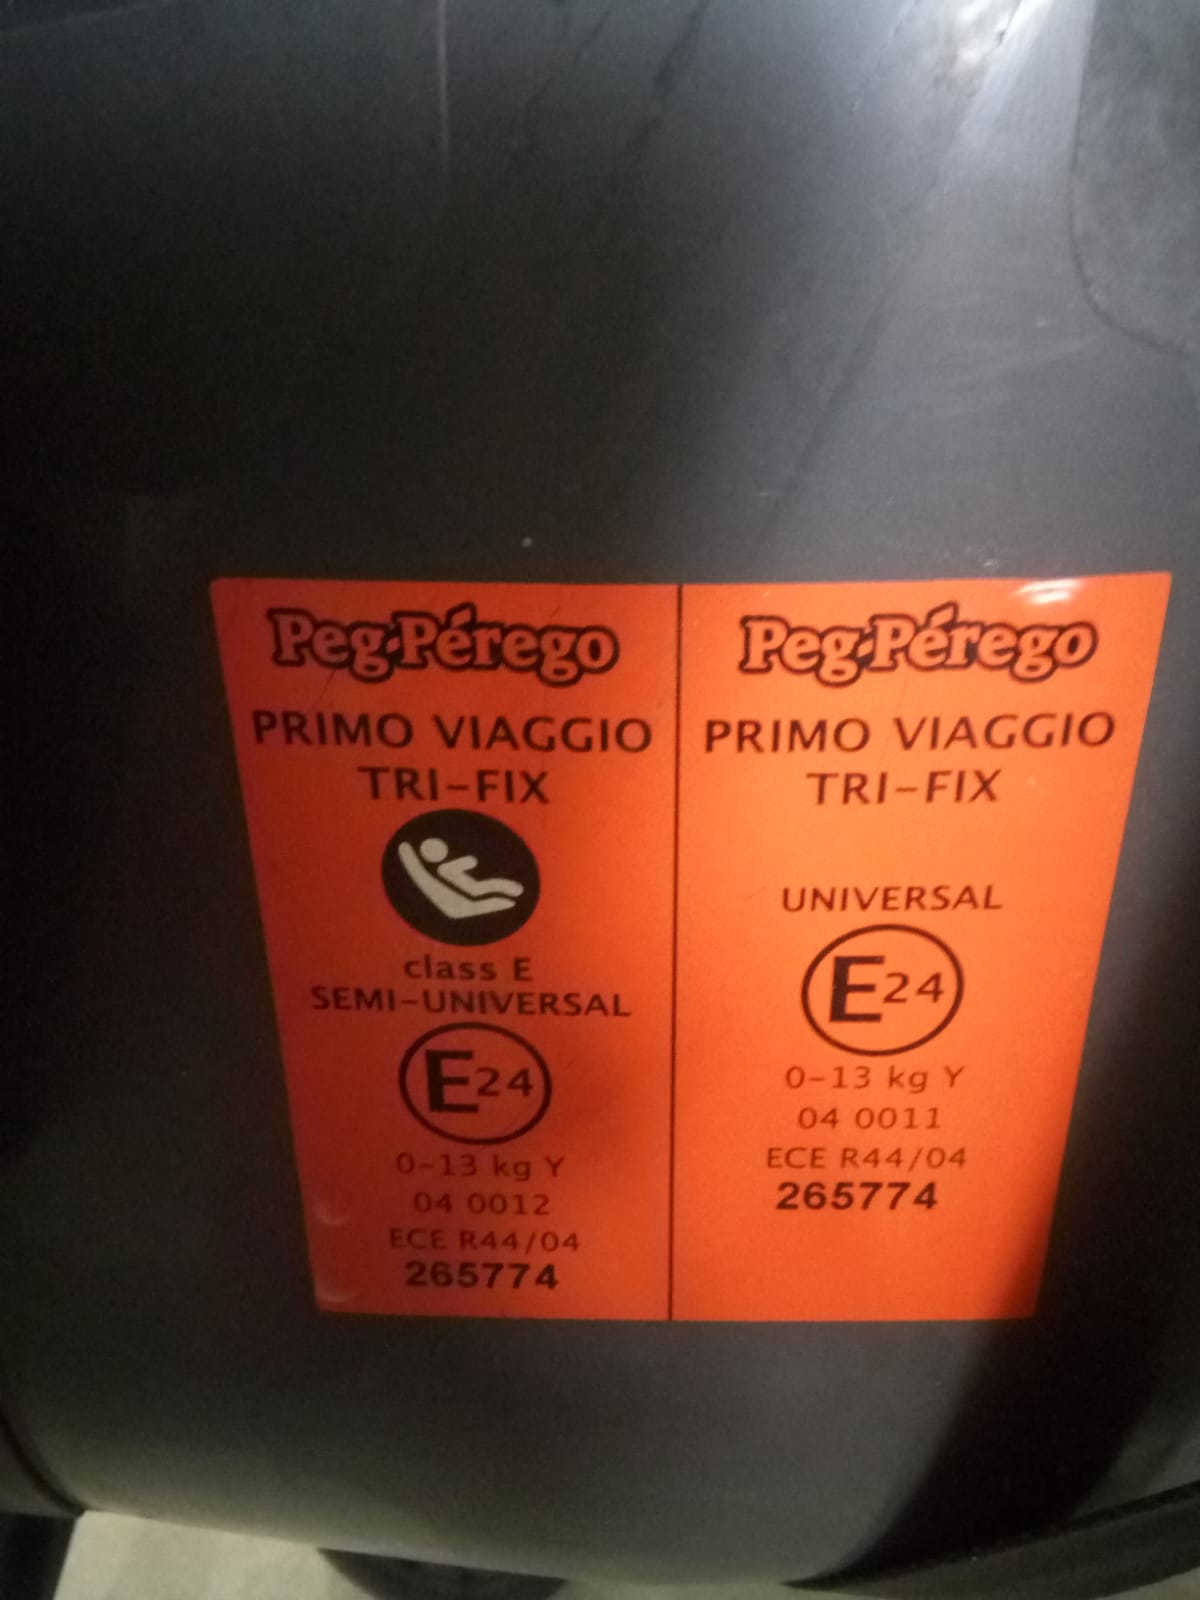 Peg-Pérego
PRIMO VIAGGIO
TRI-FIX
class E
SEMI-UNIVERSAL
E24
0-13 kg Y
04 0012
ECE R44/04
265774
Peg-Pérego
PRIMO VIAGGIO
TRI-FIX
UNIVERSAL
E24
0-13 kg Y
04 0011
ECE R44/04
265774